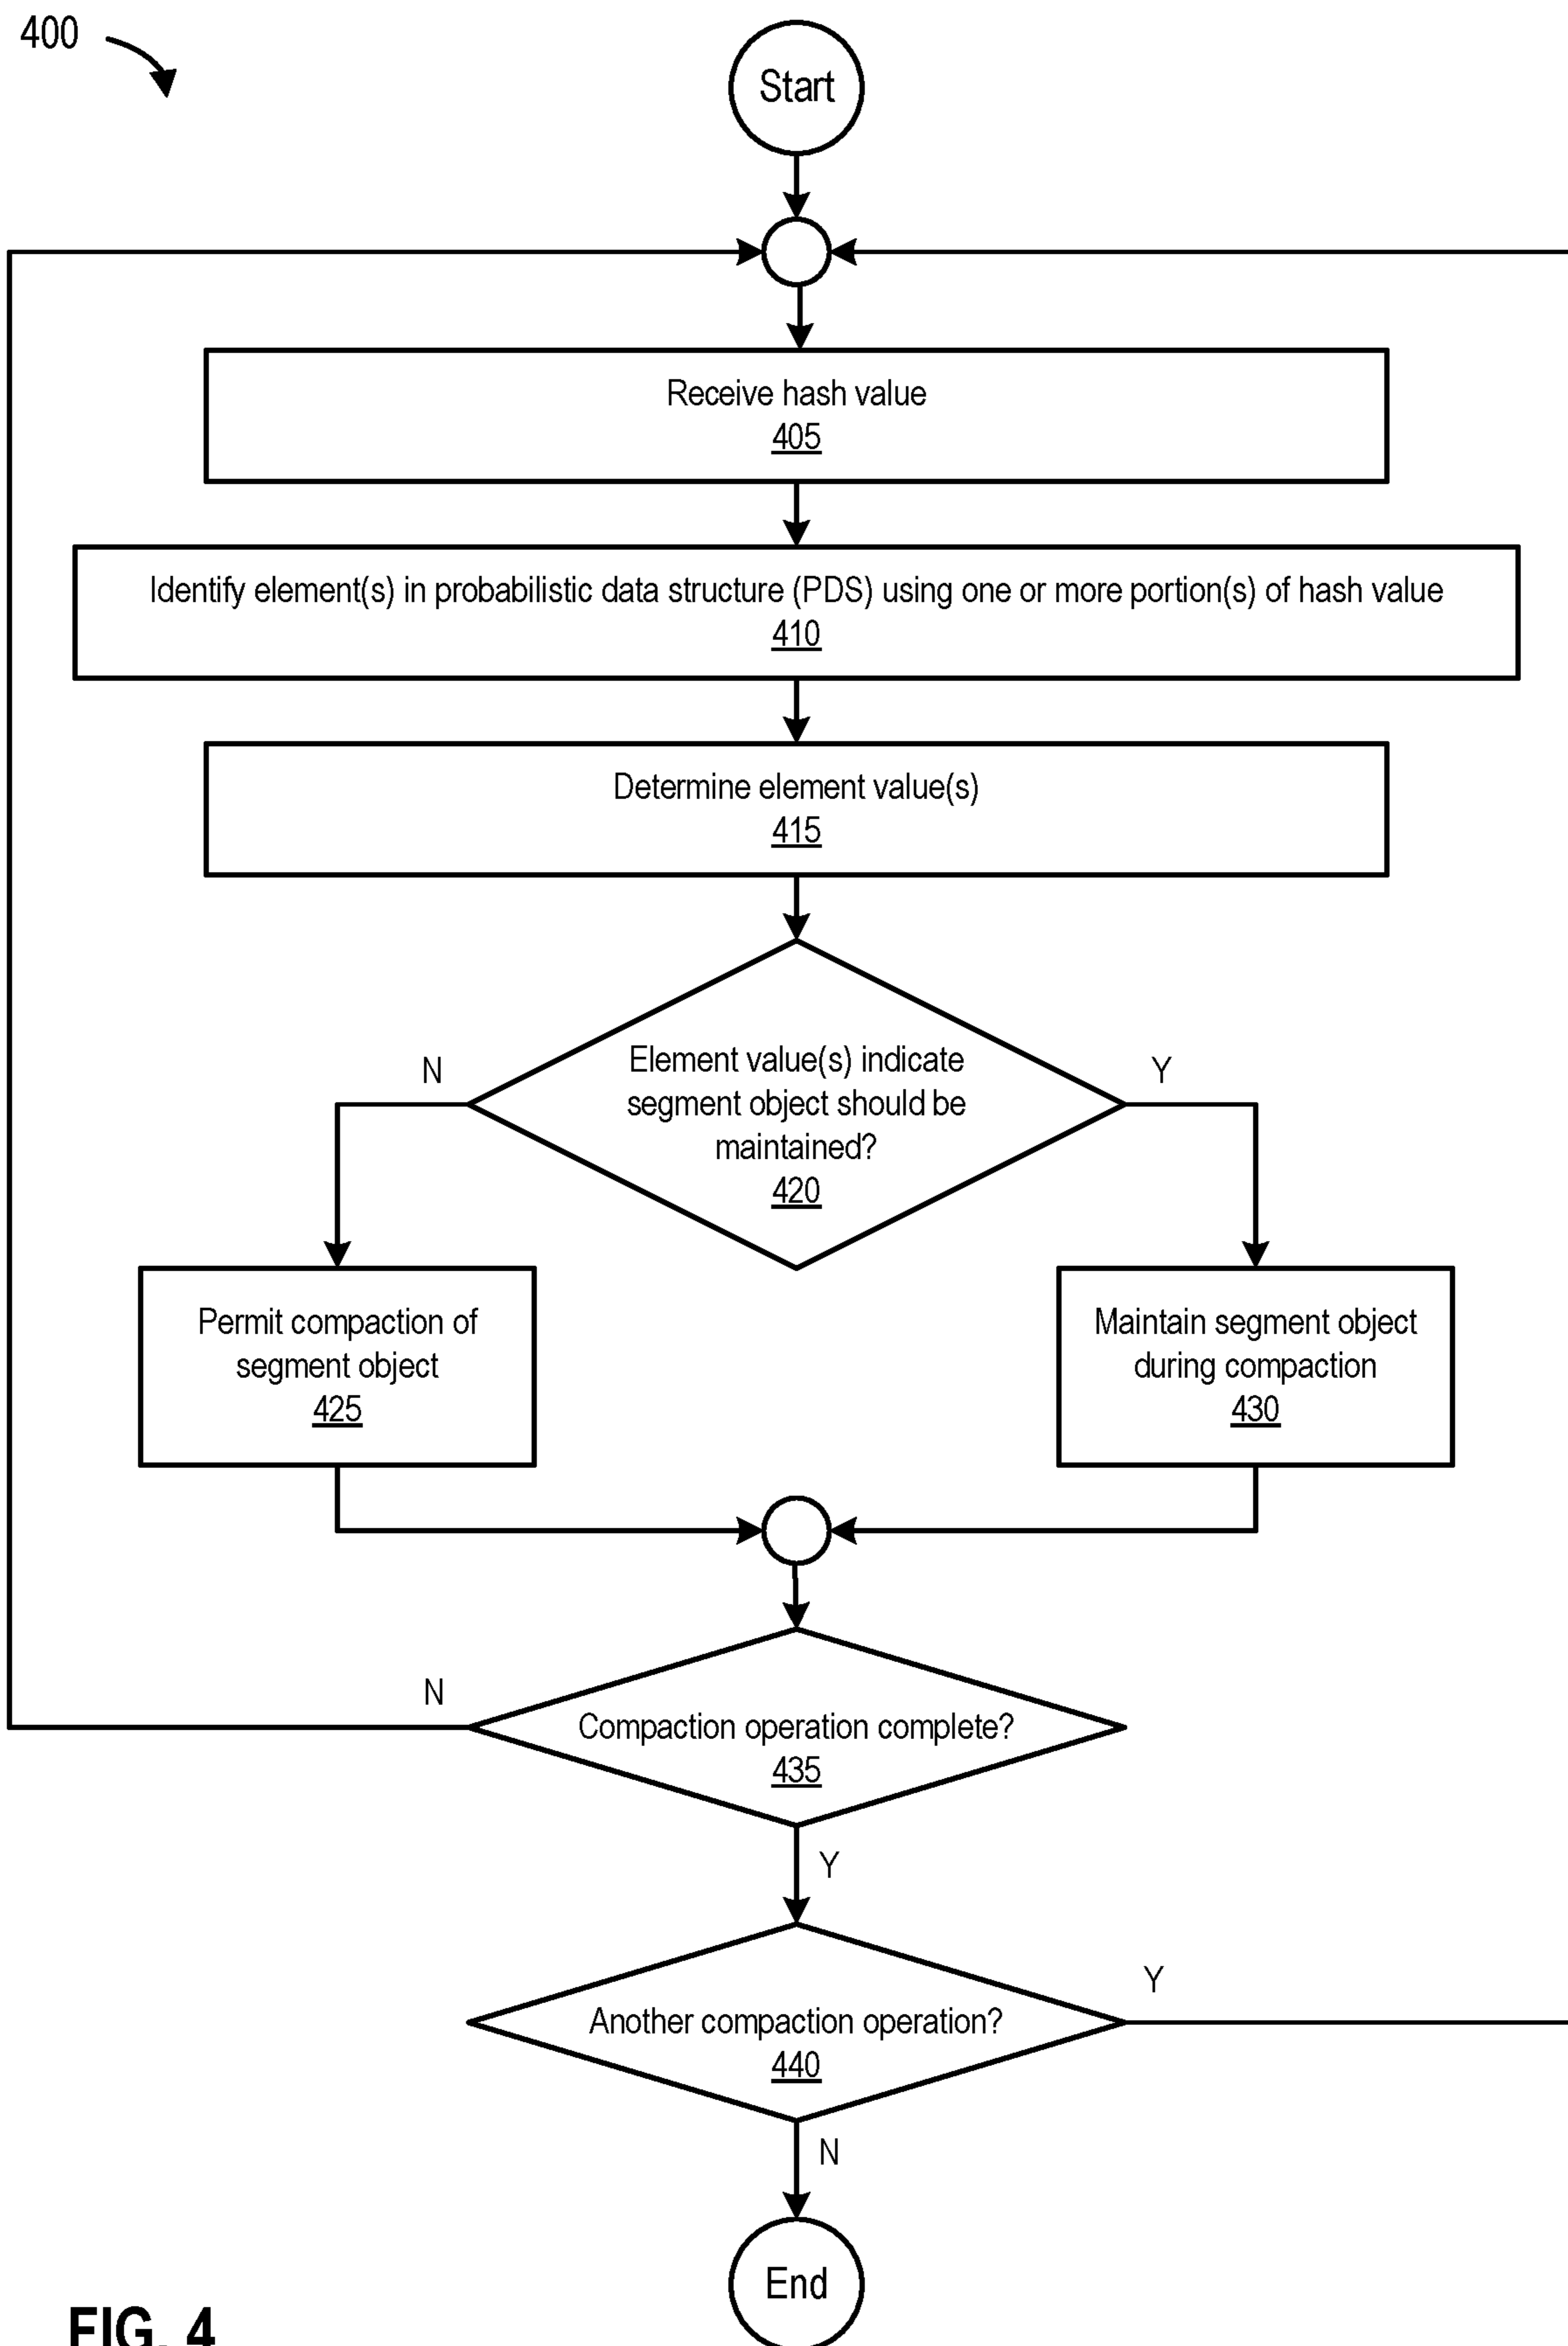 400
Start
Receive hash value
405
Identify element(s) in probabilistic data structure (PDS) using one or more portion(s) of hash value
410
Determine element value(s)
415
N
Y
Element value(s) indicate
segment object should be
maintained?
420
Permit compaction of
segment object
425
Maintain segment object
during compaction
430
N
Compaction operation complete?
435
Y
Y
Another compaction operation?
440
N
End
FIG. 4